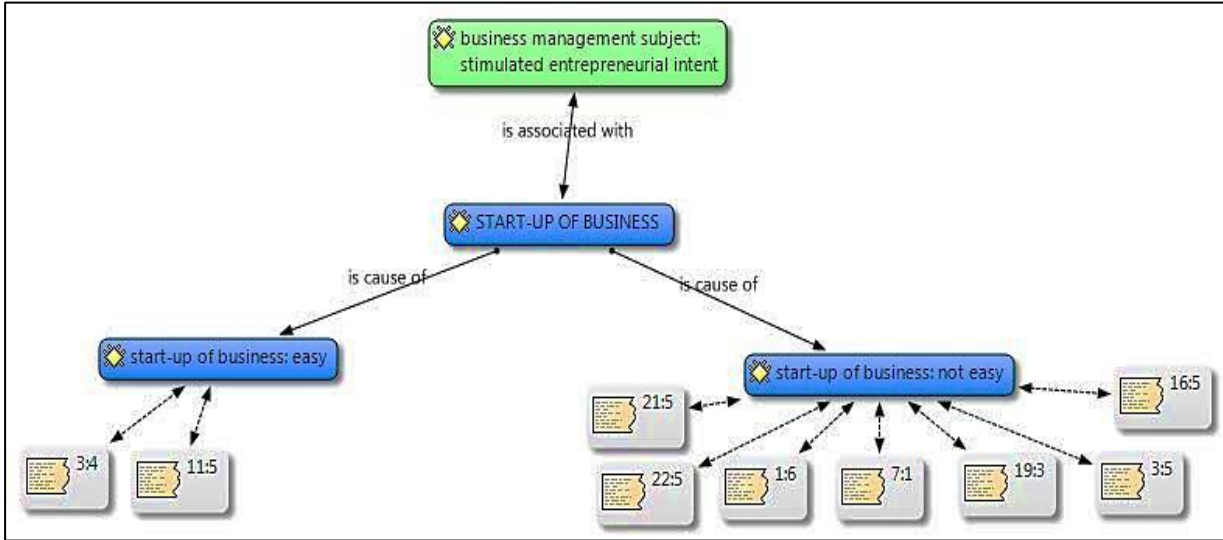 business management subject:
stimulated entrepreneurial intent
is associated with
START-UP OF BUSINESS
is cause of
is cause of
start-up of business: easy
start-up of business: not easy
3:4
11:5
21:5
16:5
22:5
1:6
7:1
19:3
3:5